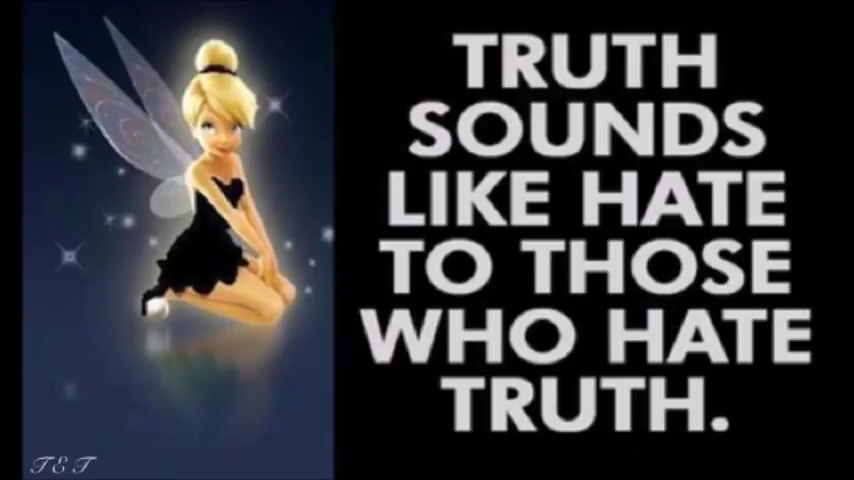 TRUTH
SOUNDS
LIKE HATE
TO THOSE
WHO HATE
TRUTH.
T&T